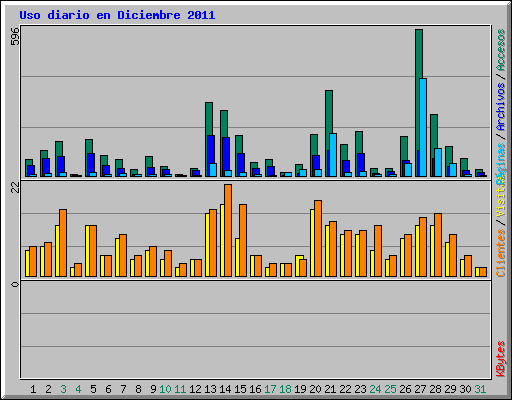 Uso diario en Diciembre 2011
596
22
0
Accesos / Archivos / Páginas
Visitas / Clientes
KBytes
1 2 3 4 5 6 7 8 9 10 11 12 13 14 15 16 17 18 19 20 21 22 23 24 25 26 27 28 29 30 31